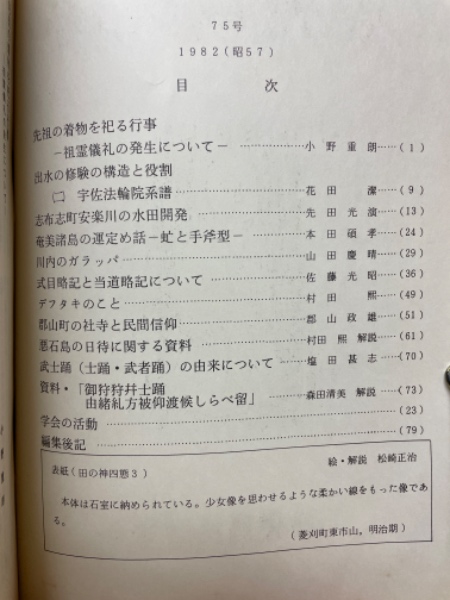 75号
1982(昭57)
目 次
先祖の着物を祀る行事
－祖霊儀礼の発生について－ ……………… 小野重朗……(1)
出水の修験の構造と役割
㈡ 宇佐法輪院系譜……………… 花田 潔……(9)
志布志町安楽川の水田開発……………… 先田光演……(13)
奄美諸島の運定め話－虻と手斧型－ ……………… 本田碩孝……(24)
川内のガラッパ……………… 山田慶晴……(29)
式目略記と当道略記について……………… 佐藤光昭……(36)
デフタキのこと……………… 村田 熙……(49)
郡山町の社寺と民間信仰……………… 郡山政雄……(51)
悪石島の日待に関する資料……………… 村田 熙 解説……(61)
武士踊(士踊・武者踊)の由来について……… 塩田甚志……(70)
資料・「御狩狩幷士踊
由緒糺方被仰渡候しらべ留」……… 森田清美 解説……(73)
学会の活動………………(23)
編集後記………………(79)
表紙(田の神四態3) 絵・解説 松崎正治
本体は石室に納められている。少女像を思わせるような柔かい線をもった像であ
る。
(菱刈町東市山。明治期)